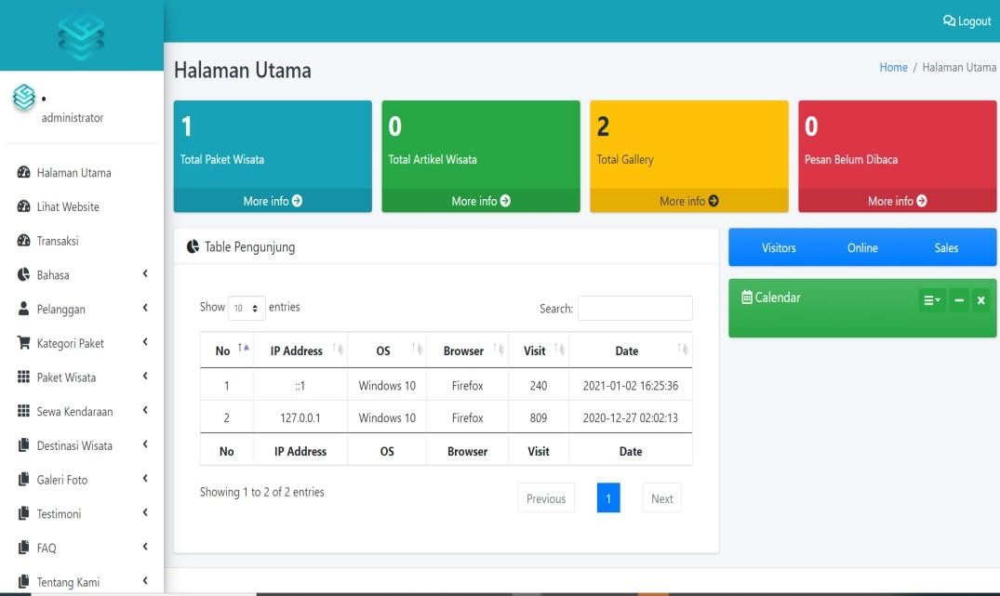 Logout
Halaman Utama
Home / Halaman Utama
administrator
1
Total Paket Wisata
More info
0
Total Artikel Wisata
More info
2
Total Gallery
More info
0
Pesan Belum Dibaca
More info
Halaman Utama
Lihat Website
Transaksi
Bahasa
Pelanggan
Kategori Paket
Paket Wisata
Sewa Kendaraan
Destinasi Wisata
Galeri Foto
Testimoni
FAQ
Tentang Kami
Table Pengunjung
Show 10 entries
Search:
No IP Address OS Browser Visit Date
1 ::1 Windows 10 Firefox 240 2021-01-02 16:25:36
2 127.0.0.1 Windows 10 Firefox 809 2020-12-27 02:02:13
No IP Address OS Browser Visit Date
Showing 1 to 2 of 2 entries
Previous 1 Next
Visitors Online Sales
Calendar